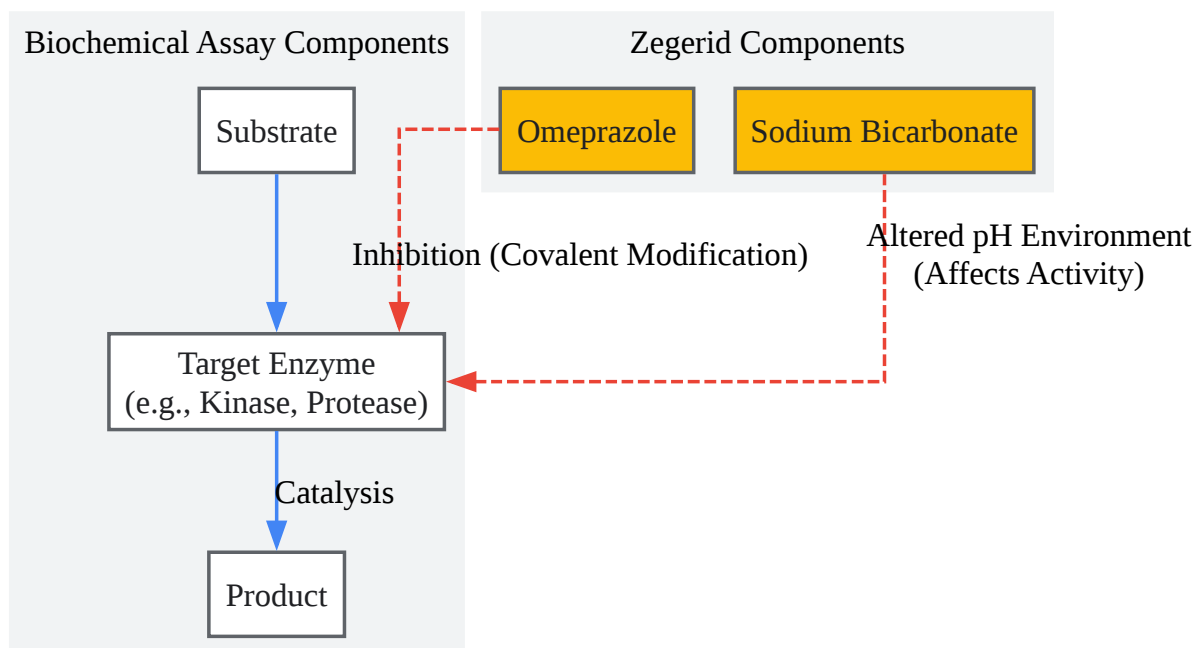 Biochemical Assay Components
Zegerid Components
Substrate
Omeprazole
Sodium Bicarbonate
Inhibition (Covalent Modification)
Altered pH Environment
(Affects Activity)
Target Enzyme
(e.g., Kinase, Protease)
Catalysis
Product